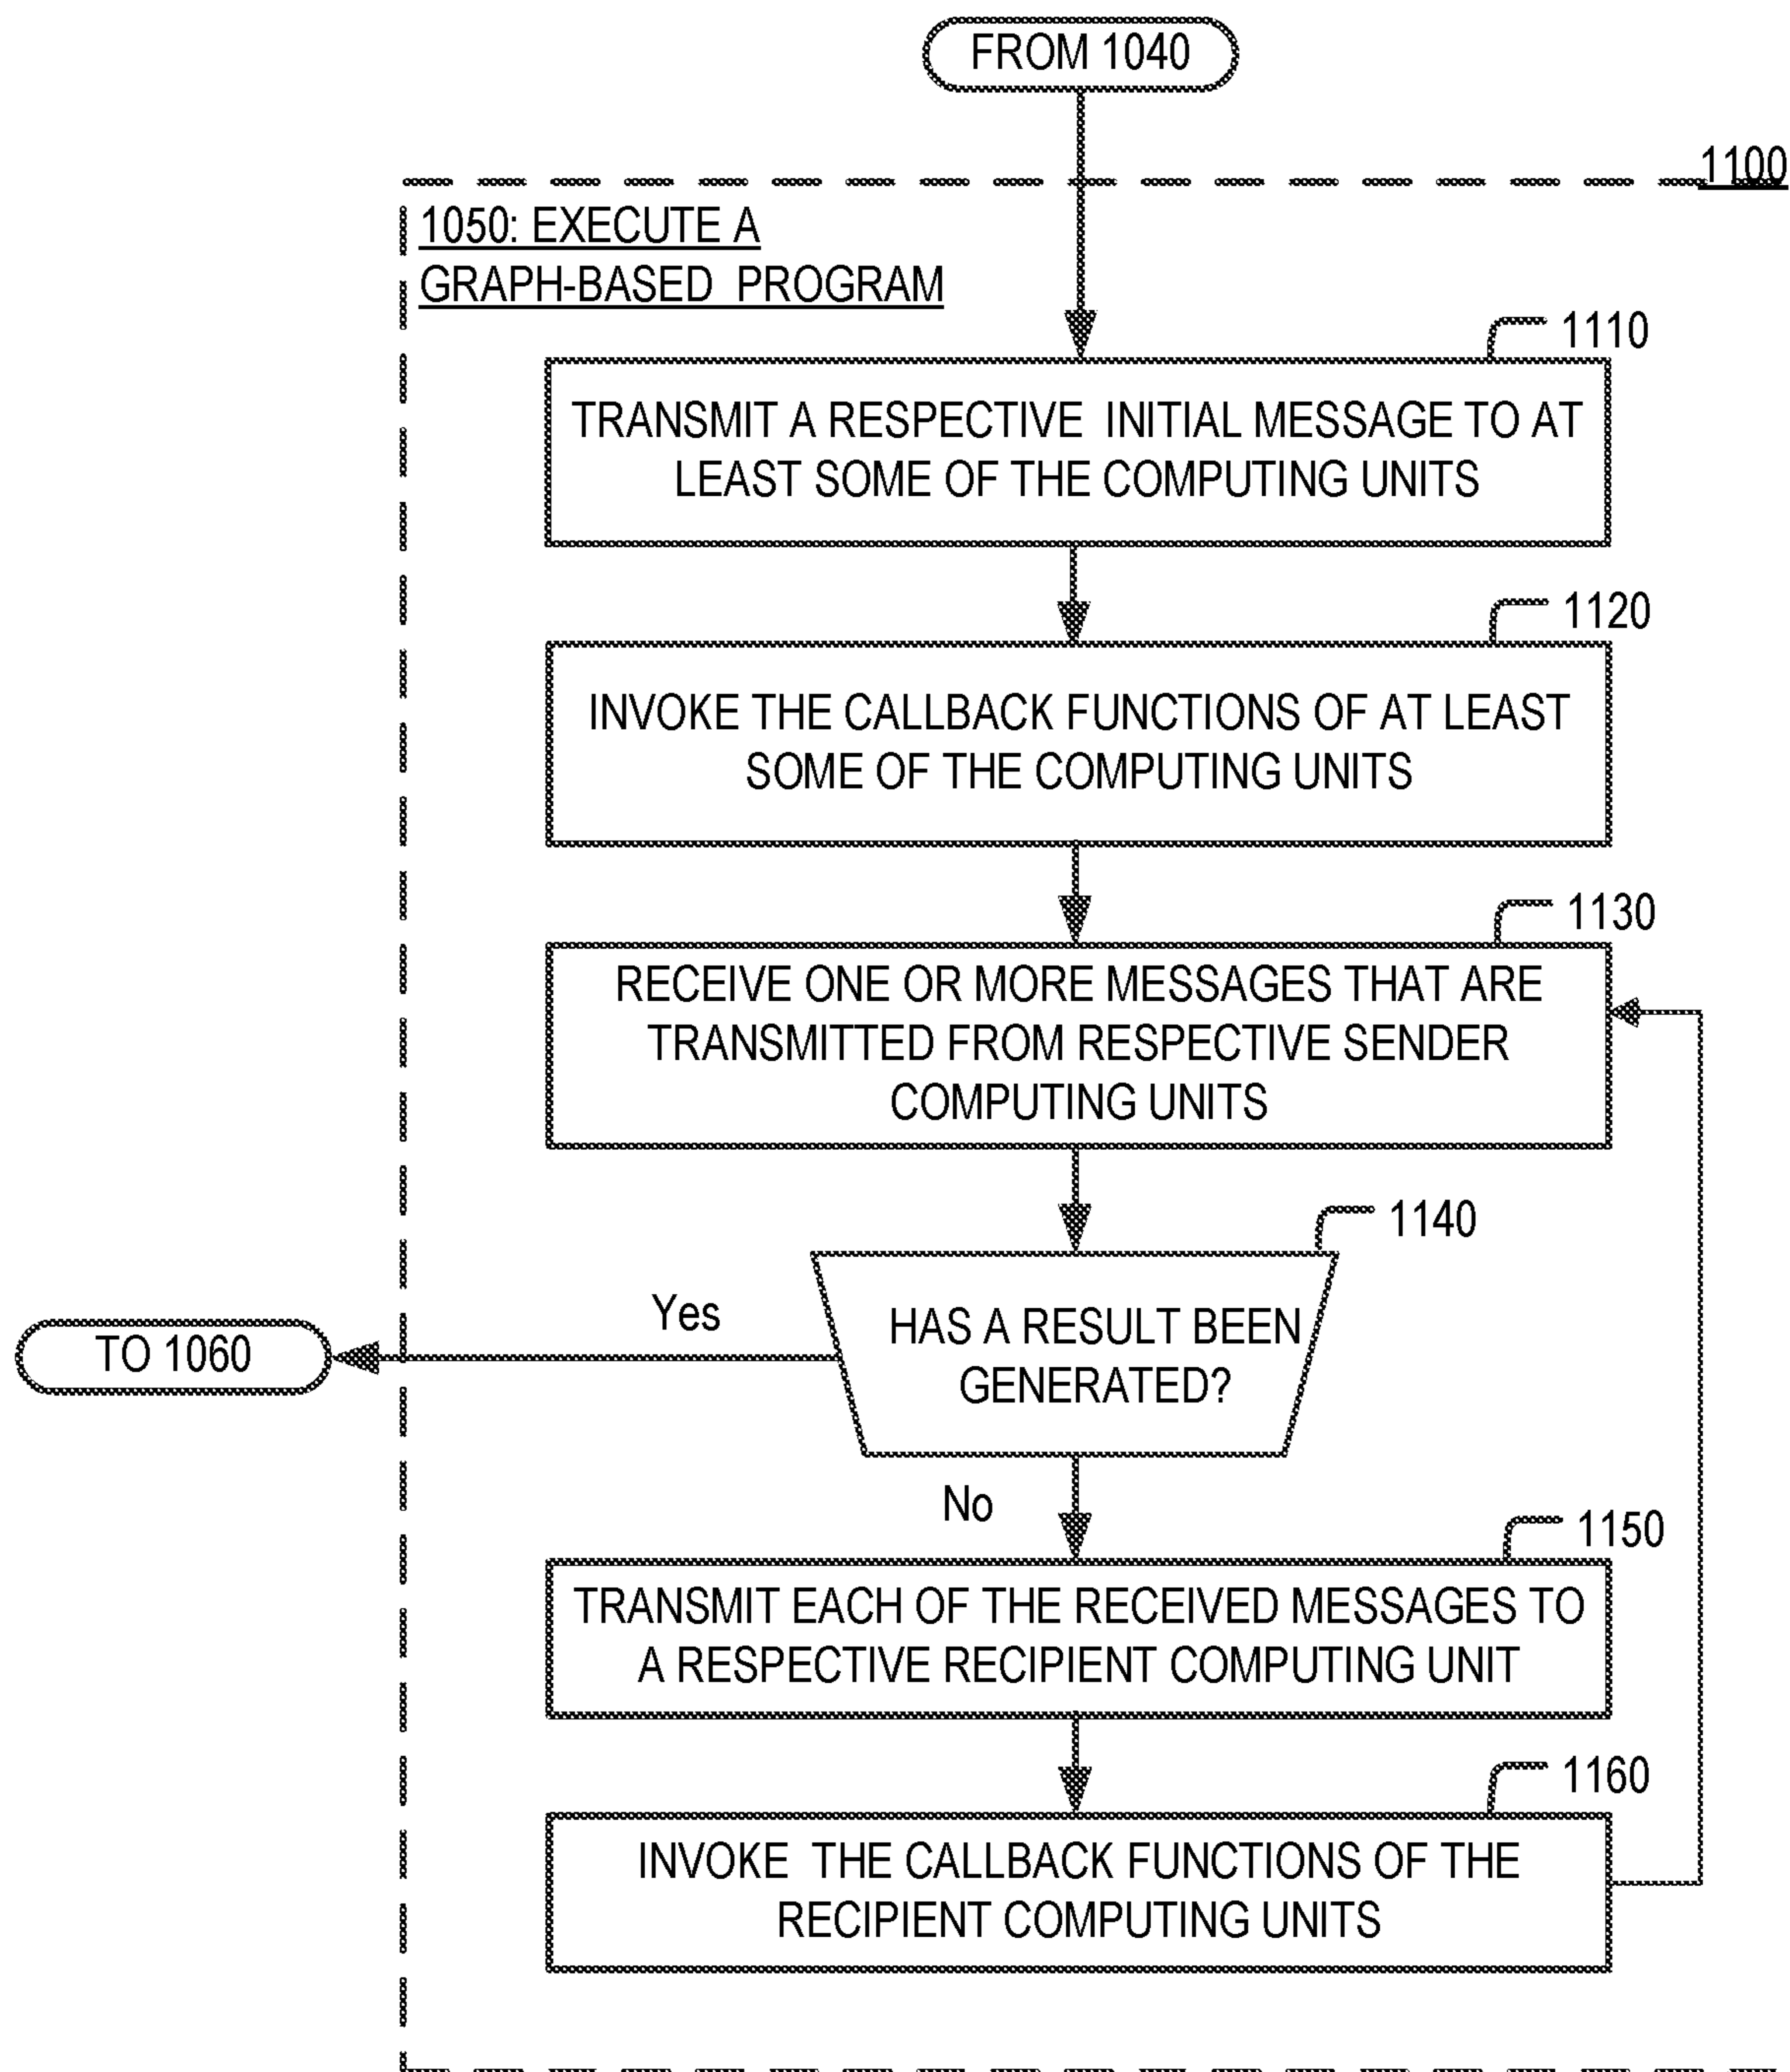 FROM 1040
1100
1050: EXECUTE A
GRAPH-BASED PROGRAM
1110
TRANSMIT A RESPECTIVE INITIAL MESSAGE TO AT
LEAST SOME OF THE COMPUTING UNITS
1120
INVOKE THE CALLBACK FUNCTIONS OF AT LEAST
SOME OF THE COMPUTING UNITS
1130
RECEIVE ONE OR MORE MESSAGES THAT ARE
TRANSMITTED FROM RESPECTIVE SENDER
COMPUTING UNITS
1140
HAS A RESULT BEEN
GENERATED?
Yes
TO 1060
No
1150
TRANSMIT EACH OF THE RECEIVED MESSAGES TO
A RESPECTIVE RECIPIENT COMPUTING UNIT
1160
INVOKE THE CALLBACK FUNCTIONS OF THE
RECIPIENT COMPUTING UNITS